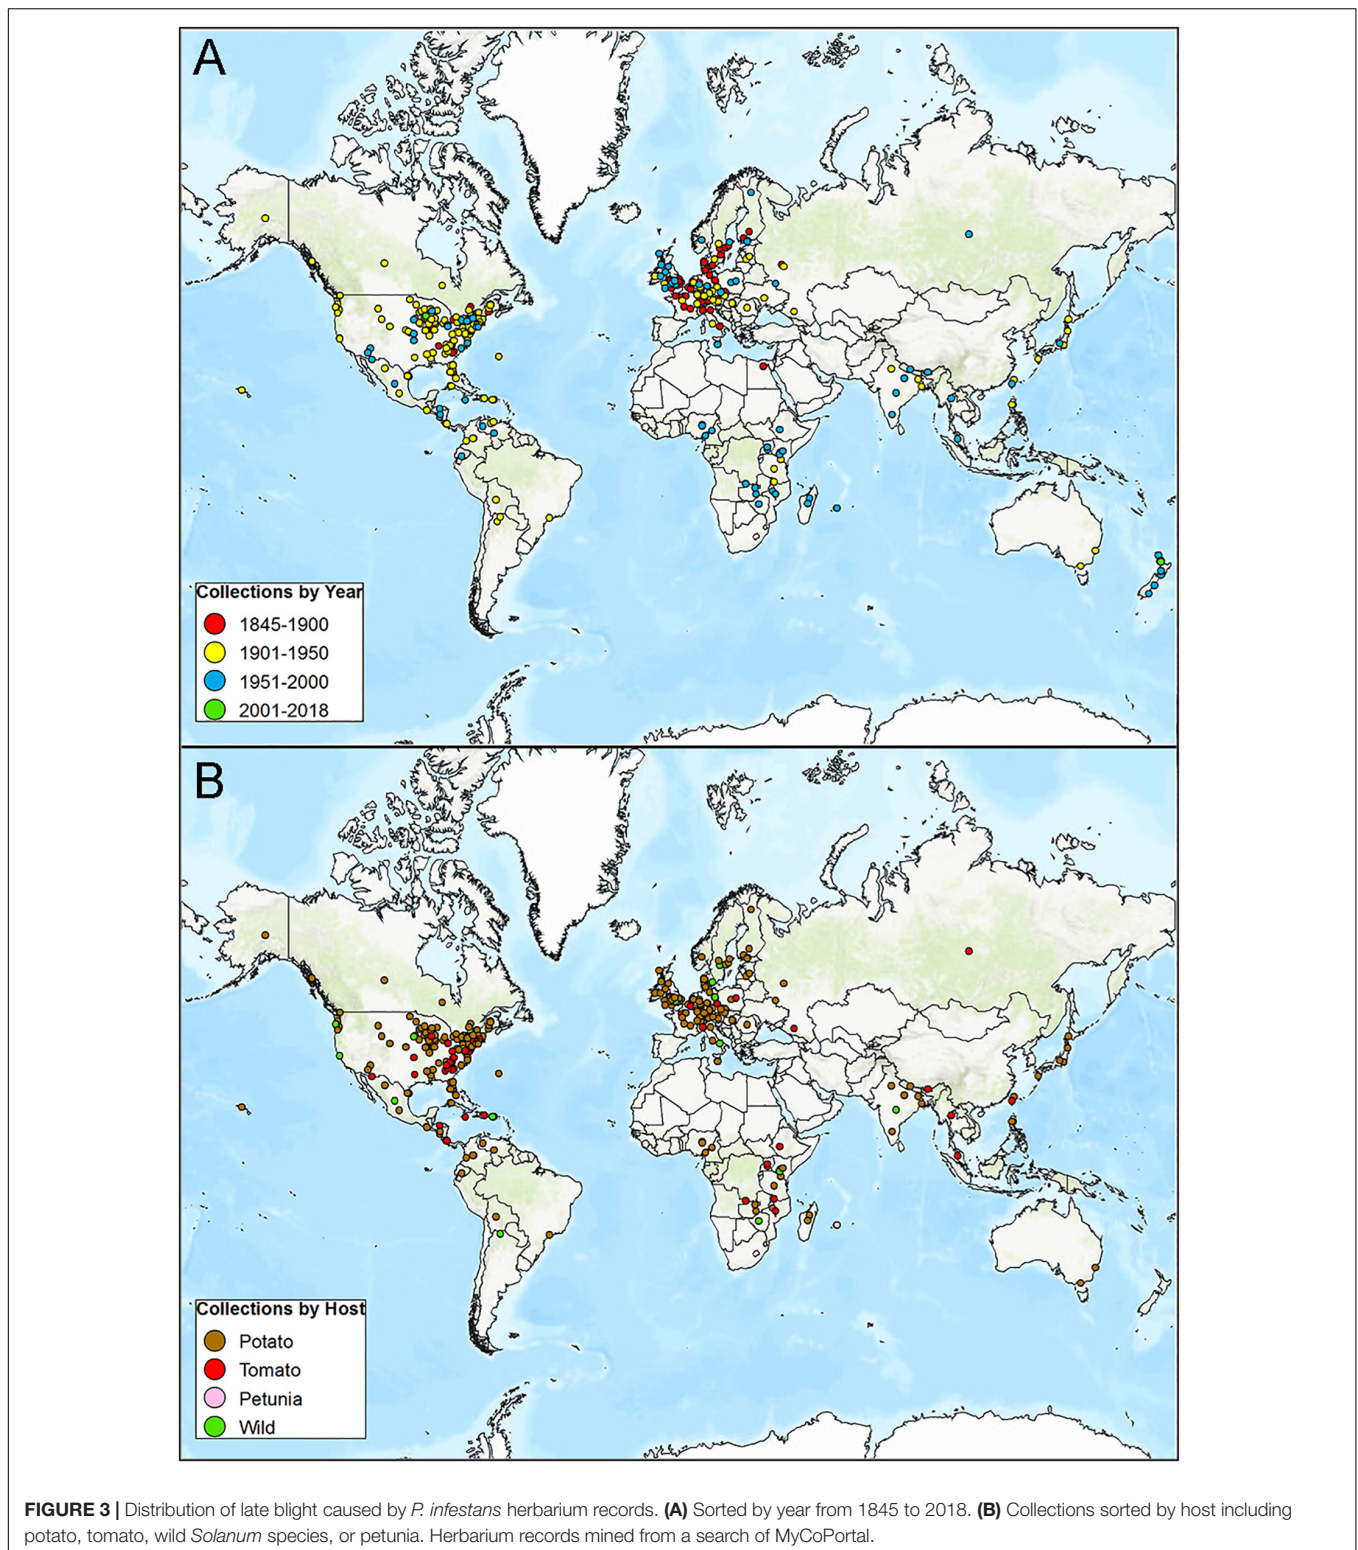 A
Collections by Year
1845-1900
1901-1950
1951-2000
2001-2018
B
Collections by Host
Potato
Tomato
Petunia
Wild
FIGURE 3 | Distribution of late blight caused by P. infestans herbarium records. (A) Sorted by year from 1845 to 2018. (B) Collections sorted by host including
potato, tomato, wild Solanum species, or petunia. Herbarium records mined from a search of MyCoPortal.